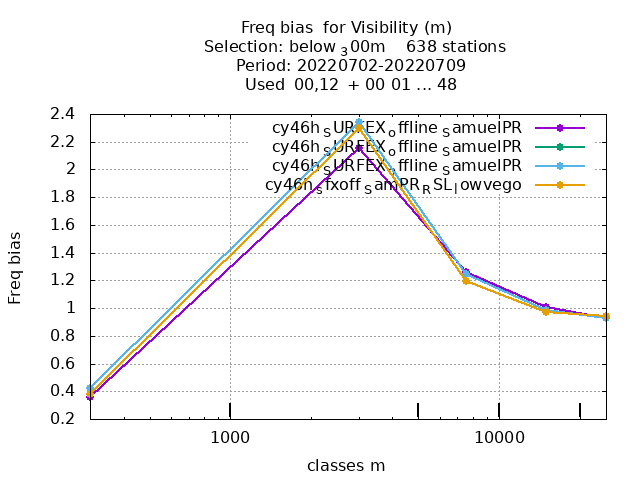 Freq bias  for Visibility (m)
Selection: below 300m    638 stations
Period: 20220702-20220709
Used  00,12  + 00 01 ... 48
2.4
2.2
2
1.8
1.6
1.4
1.2
1
0.8
0.6
0.4
0.2
Freq bias
cy46h_SURFEX_offline_SamuelPR
cy46h_SURFEX_offline_SamuelPR
cy46h_SURFEX_offline_SamuelPR
cy46h_sfxoff_SamPR_RSL_lowvego
1000
10000
classes m